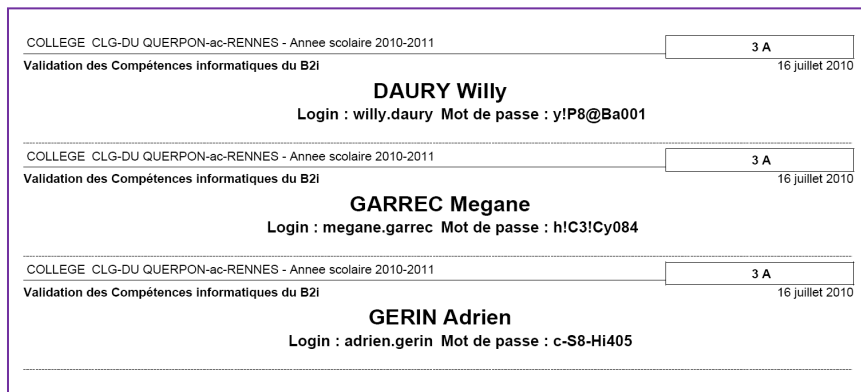 COLLEGE CLG-DU QUERPON-ac-RENNES - Annee scolaire 2010-2011
3 A
Validation des Compétences informatiques du B2i
16 juillet 2010
DAURY Willy
Login : willy.daury Mot de passe : y!P8@Ba001
COLLEGE CLG-DU QUERPON-ac-RENNES - Annee scolaire 2010-2011
3 A
Validation des Compétences informatiques du B2i
16 juillet 2010
GARREC Megane
Login : megane.garrec Mot de passe : h!C3!Cy084
COLLEGE CLG-DU QUERPON-ac-RENNES - Annee scolaire 2010-2011
3 A
Validation des Compétences informatiques du B2i
16 juillet 2010
GERIN Adrien
Login : adrien.gerin Mot de passe : c-S8-Hi405